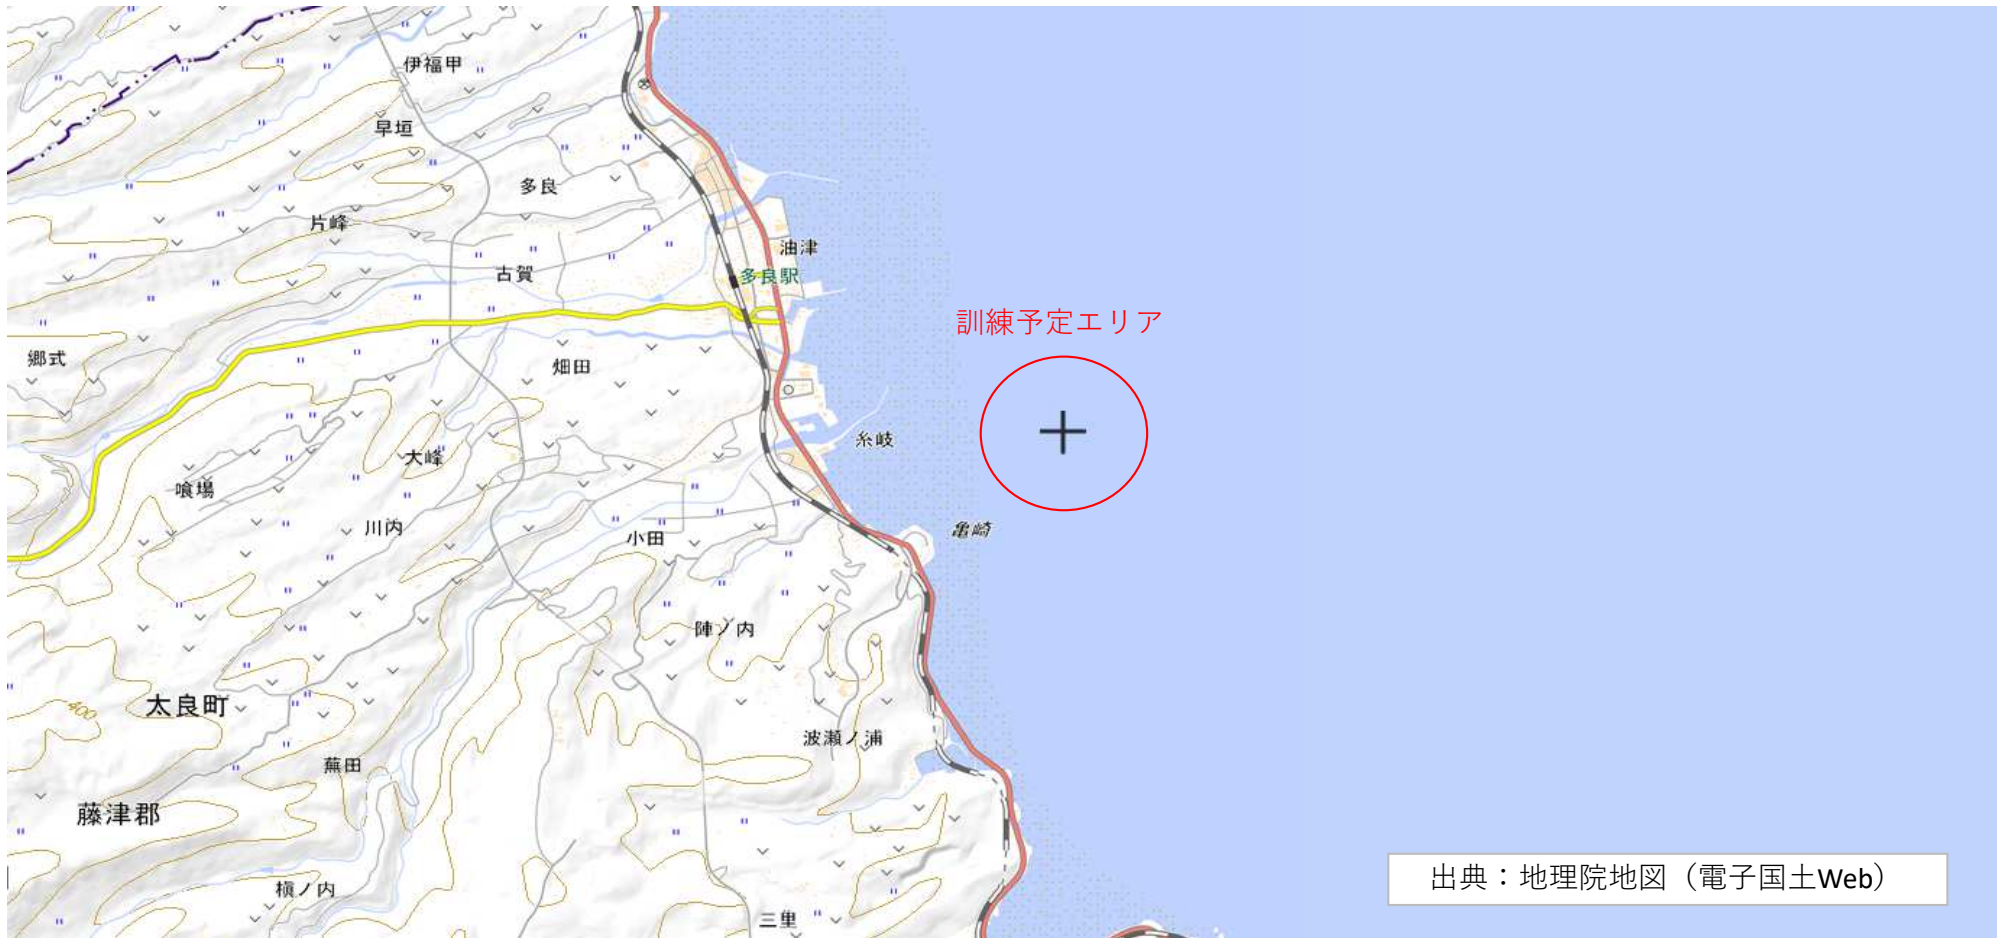 伊福甲
早垣
多良
片峰
油津
古賀
多良駅
訓練予定エリア
郷式
畑田
糸岐
大峰
喰場
川内
亀崎
小田
陣ノ内
太良町
400
波瀬ノ浦
蕪田
藤津郡
出典：地理院地図（電子国土Web）
槇ノ内
三里